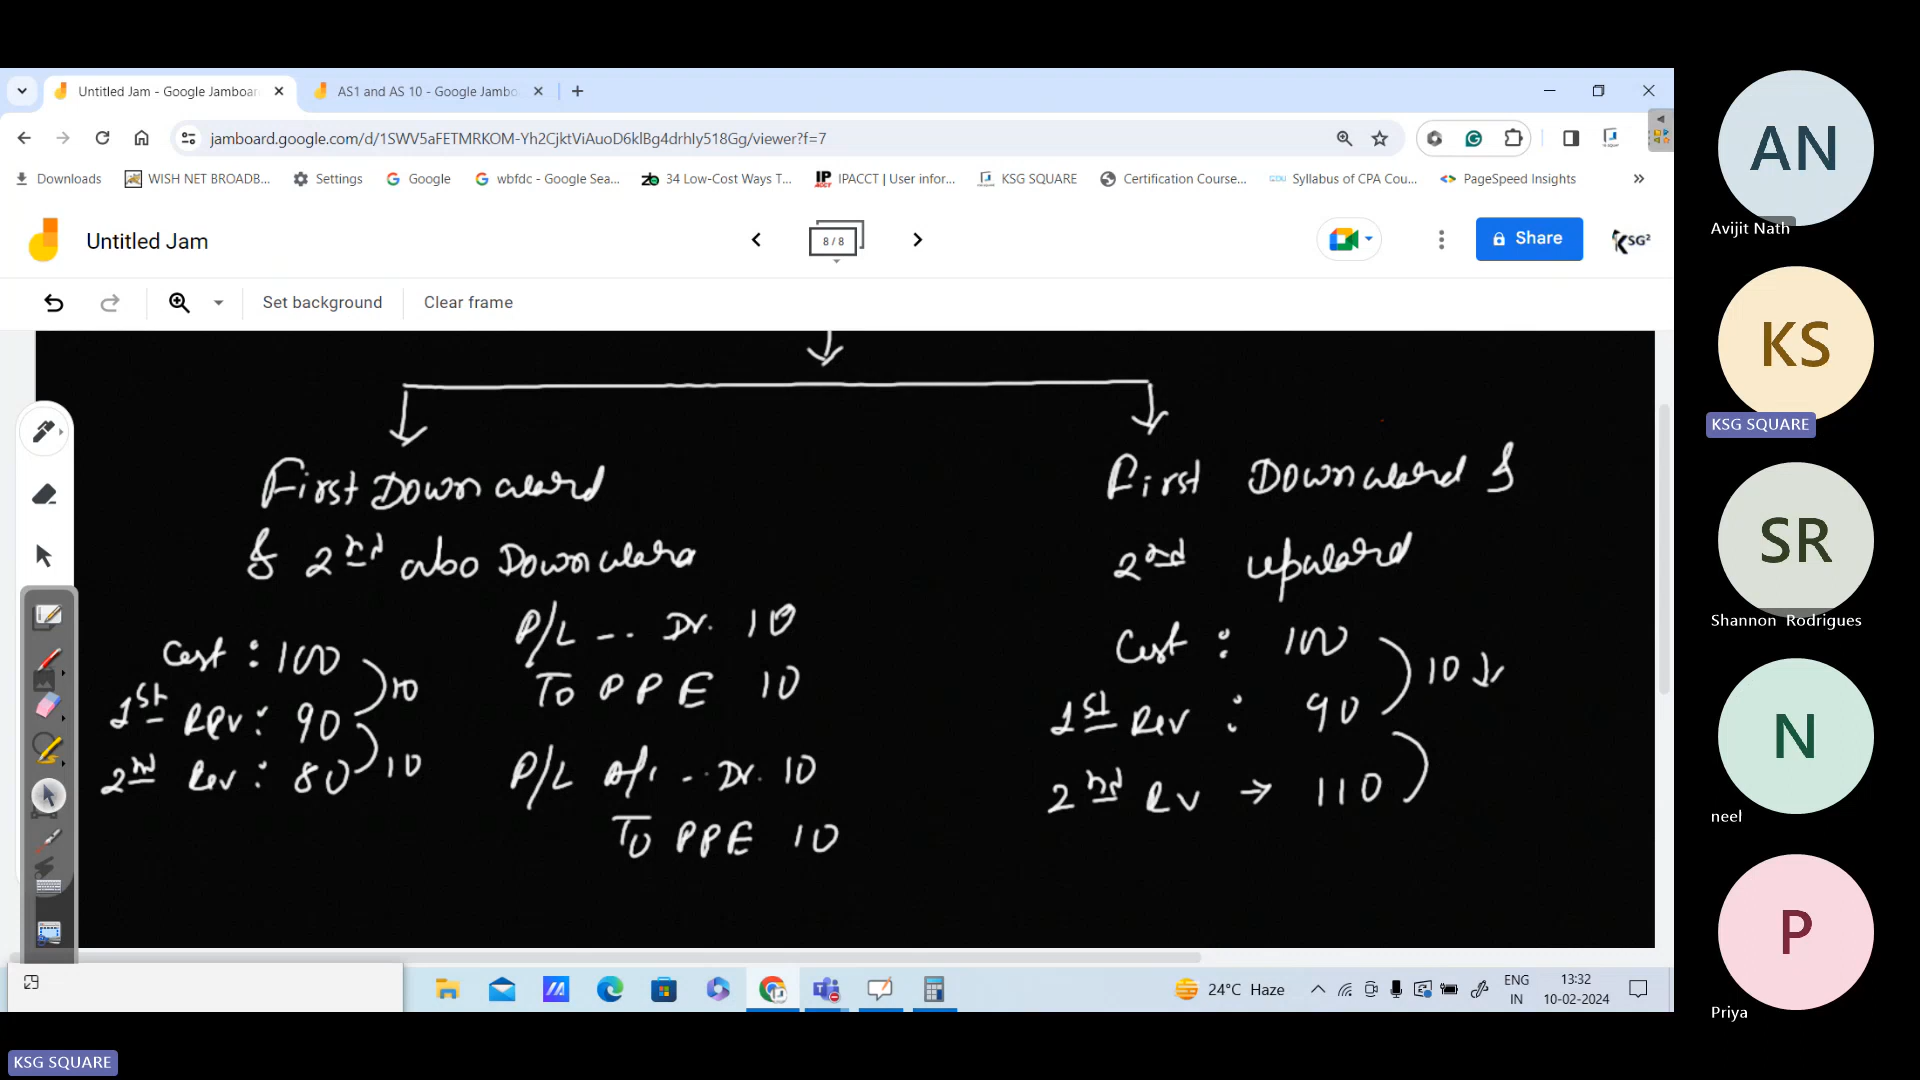 Untitled Jam - Google Jamboar
AS1 and AS 10 - Google Jambo
jamboard.google.com/d/1SWV5aFETMRKOM-Yh2CjktViAuoD6klBg4drhIy518Gg/viewer?f=7
Downloads
WISH NET BROADB...
Settings
Google
wbfdc - Google Sea...
34 Low-Cost Ways T...
IPACCT | User infor...
KSG SQUARE
Certification Course...
Syllabus of CPA Cou...
PageSpeed Insights
Untitled Jam
8 / 8
Share
KSG²
Set background
Clear frame
First Downward
& 2nd also Downward
Cost : 100
1st Rev : 90
2nd Rev : 80
10
10
P/L -.. Dr. 10
To PPE 10
P/L A/c -.. Dr. 10
To PPE 10
First Downward &
2nd upward
Cost : 100
1st Rev : 90
2nd Rv → 110
10 ↓
24°C Haze
ENG
IN
13:32
10-02-2024
AN
Avijit Nath
KS
KSG SQUARE
SR
Shannon Rodrigues
N
neel
P
Priya
KSG SQUARE